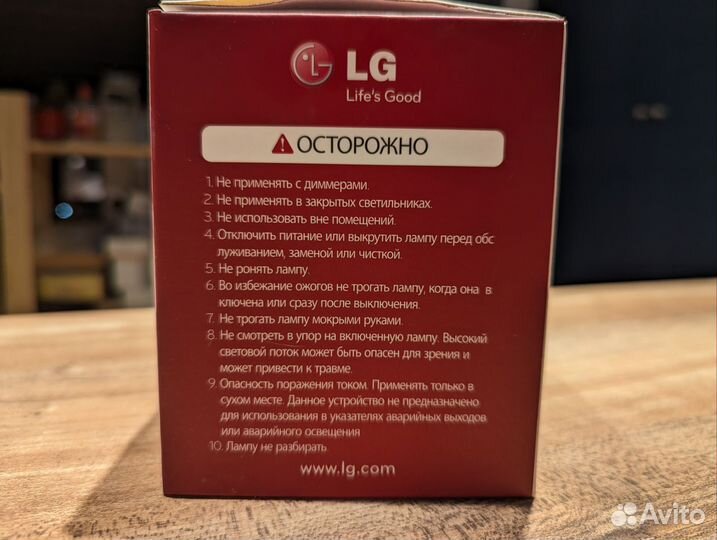 LG
Life's Good
ОСТОРОЖНО
1. Не применять с диммерами.
2. Не применять в закрытых светильниках.
3. Не использовать вне помещений.
4. Отключить питание или выкрутить лампу перед обс
луживанием, заменой или чисткой.
5. Не ронять лампу.
6. Во избежание ожогов не трогать лампу, когда она в
ключена или сразу после выключения.
7. Не трогать лампу мокрыми руками.
8. Не смотреть в упор на включенную лампу. Высокий
световой поток может быть опасен для зрения и
может привести к травме.
9. Опасность поражения током. Применять только в
сухом месте. Данное устройство не предназначено
для использования в указателях аварийных выходов
или аварийного освещения
10. Лампу не разбирать
www.lg.com
Avito